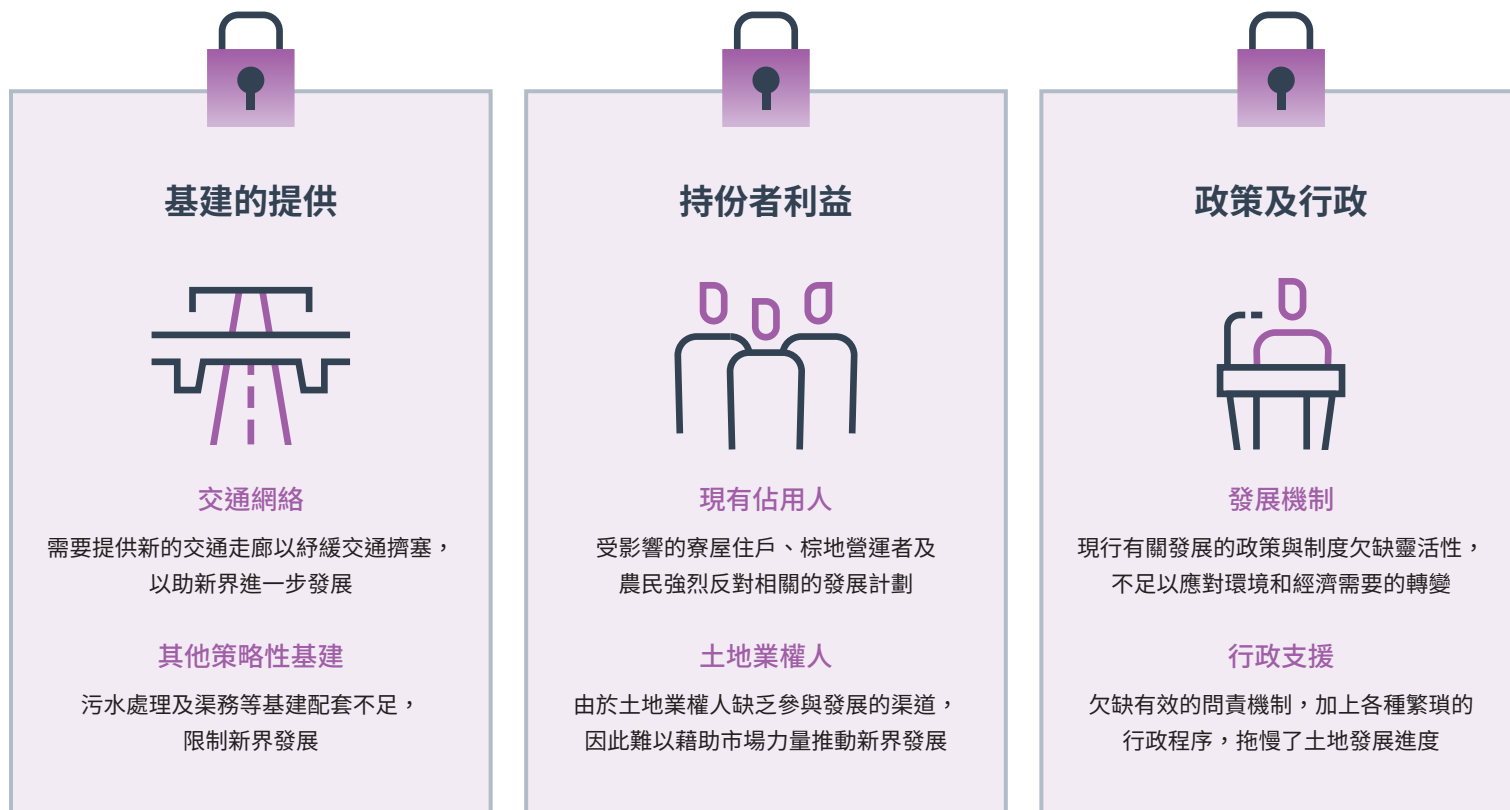 基建的提供
交通網絡
需要提供新的交通走廊以紓緩交通擠塞，
以助新界進一步發展
其他策略性基建
污水處理及渠務等基建配套不足，
限制新界發展
持份者利益
現有佔用人
受影響的寮屋住戶、棕地營運者及
農民強烈反對相關的發展計劃
土地業權人
由於土地業權人缺乏參與發展的渠道，
因此難以藉助市場力量推動新界發展
政策及行政
發展機制
現行有關發展的政策與制度欠缺靈活性，
不足以應對環境和經濟需要的轉變
行政支援
欠缺有效的問責機制，加上各種繁瑣的
行政程序，拖慢了土地發展進度